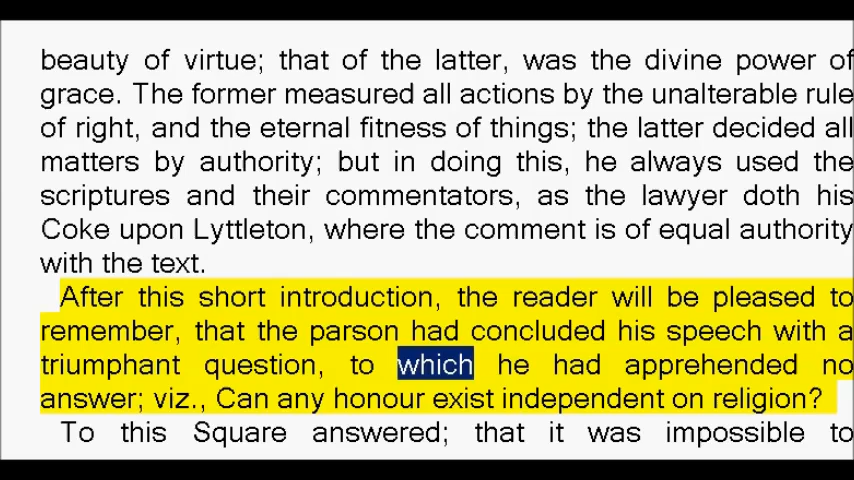 beauty of virtue; that of the latter, was the divine power of
grace. The former measured all actions by the unalterable rule
of right, and the eternal fitness of things; the latter decided all
matters by authority; but in doing this, he always used the
scriptures and their commentators, as the lawyer doth his
Coke upon Lyttleton, where the comment is of equal authority
with the text.
After this short introduction, the reader will be pleased to
remember, that the parson had concluded his speech with a
triumphant question, to which he had apprehended no
answer; viz., Can any honour exist independent on religion?
To this Square answered; that it was impossible to